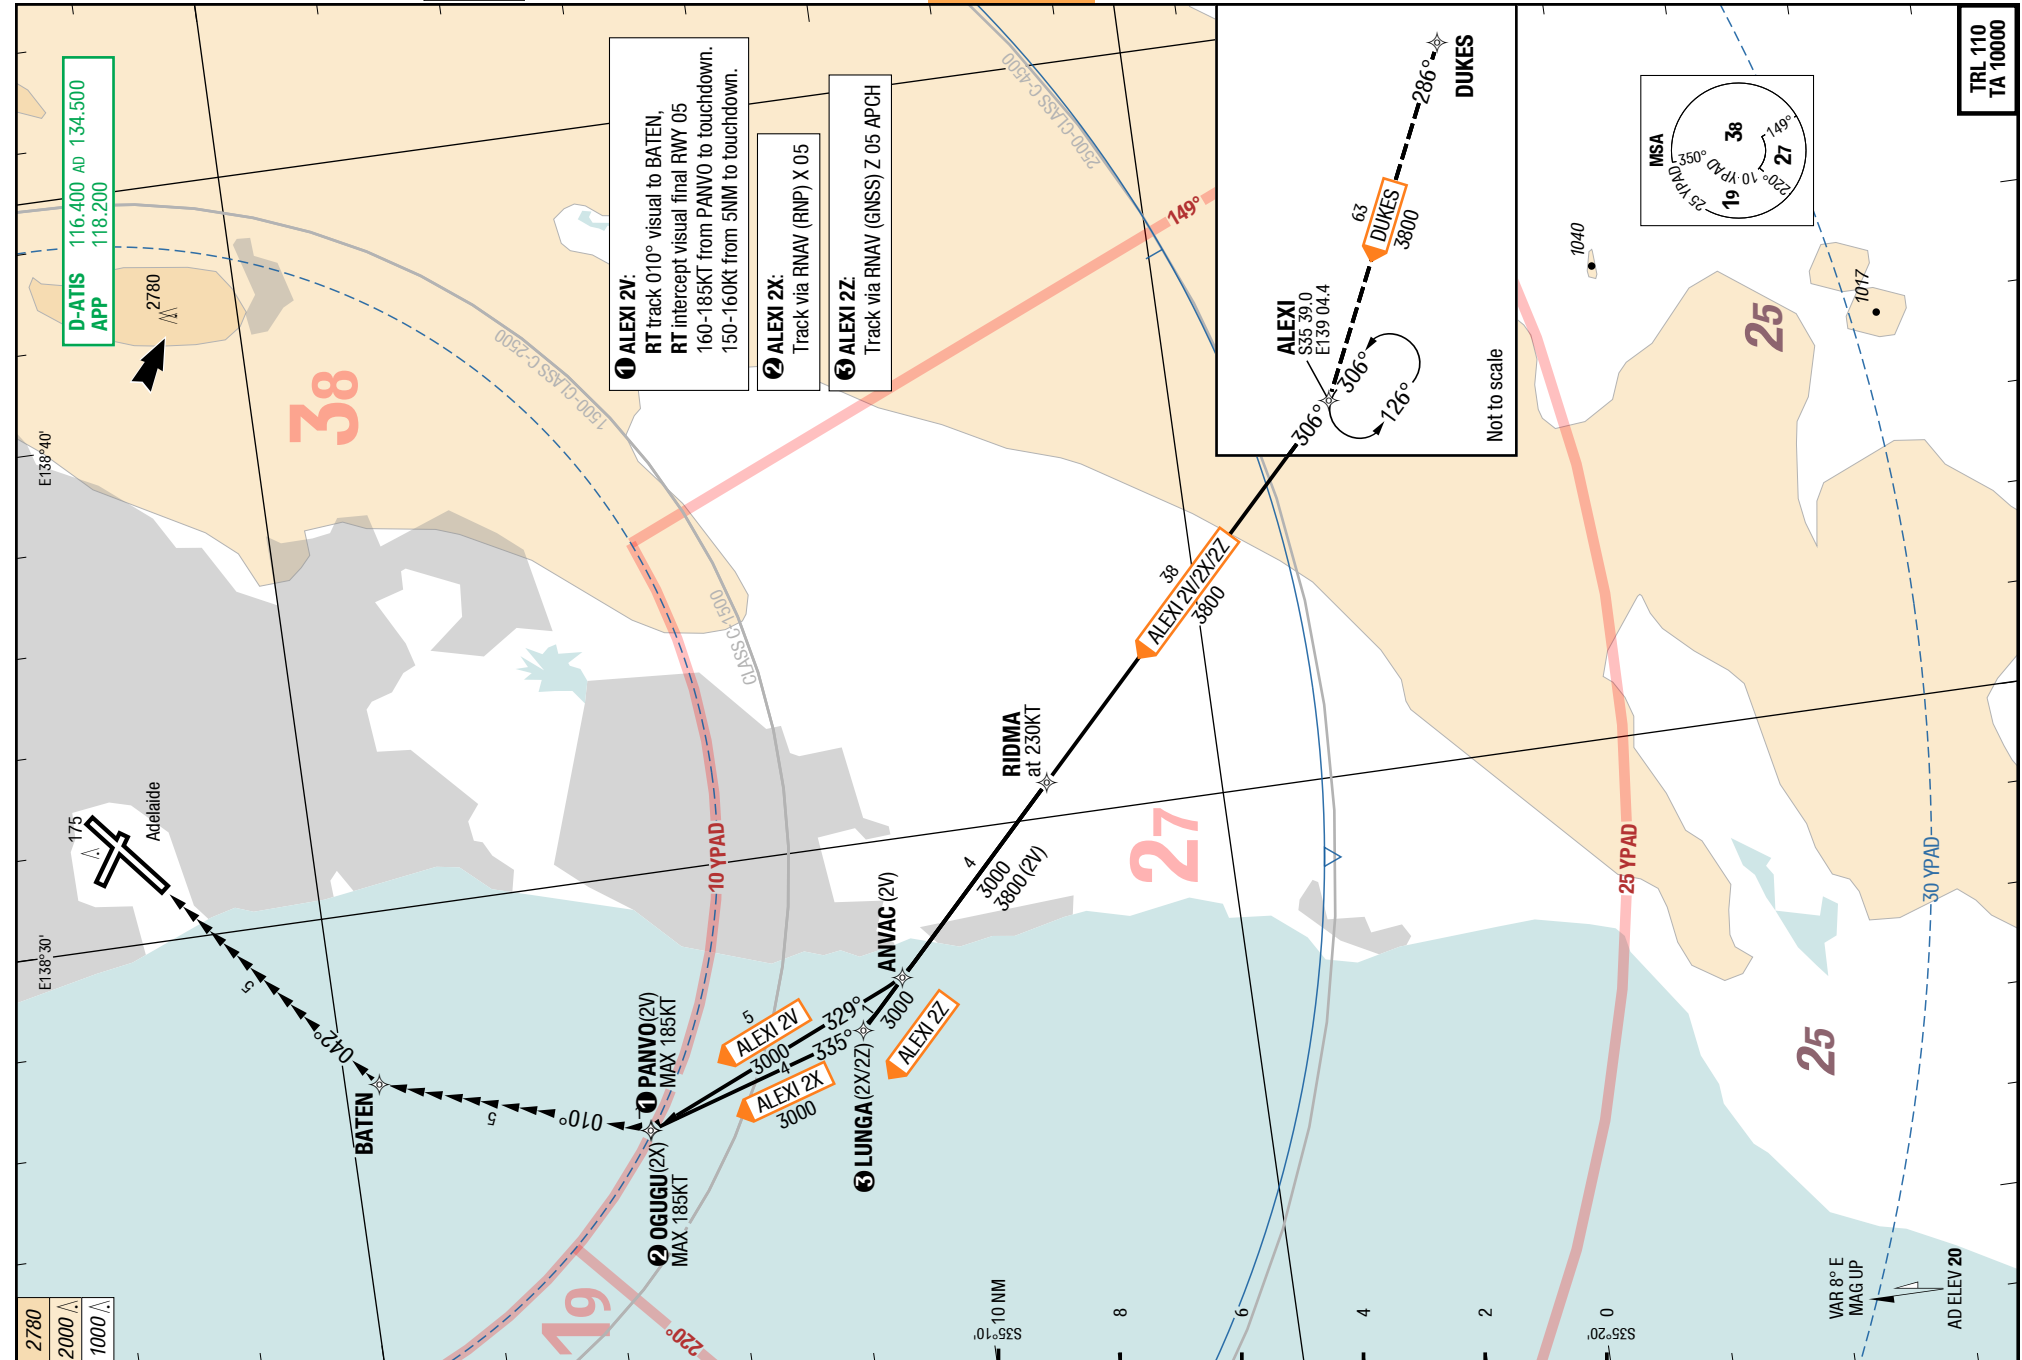 D-ATIS 116.400 AD 134.500
APP 118.200
2780
38
E138°40'
E138°30'
❶ ALEXI 2V:
RT track 010° visual to BATEN,
RT intercept visual final RWY 05
160-185KT from PANVO to touchdown.
150-160Kt from 5NM to touchdown.
❷ ALEXI 2X:
Track via RNAV (RNP) X 05
❸ ALEXI 2Z:
Track via RNAV (GNSS) Z 05 APCH
1500-CLASS C-2500
2500-CLASS C-4500
CLASS C-1500
149°
ALEXI
S35 39.0
E139 04.4
306°
306°
126°
63
DUKES
3800
286°
DUKES
Not to scale
MSA
25 YPAD
10 YPAD
350°
149°
220°
19
38
27
TRL 110
TA 10000
1040
1017
25
25
27
19
220°
175
Adelaide
5
042°
BATEN
5
010°
❶ PANVO (2V)
MAX 185KT
❷ OGUGU (2X)
MAX 185KT
❸ LUNGA (2X/2Z)
ANVAC (2V)
RIDMA
at 230KT
38
ALEXI 2V/2X/2Z
3800
4
3000
3800 (2V)
1
3000
ALEXI 2Z
329°
335°
5
ALEXI 2V
3000
4
ALEXI 2X
3000
10 YPAD
25 YPAD
30 YPAD
2780
2000
1000
S35°10'
S35°20'
10 NM
8
6
4
2
0
VAR 8° E
MAG UP
AD ELEV 20